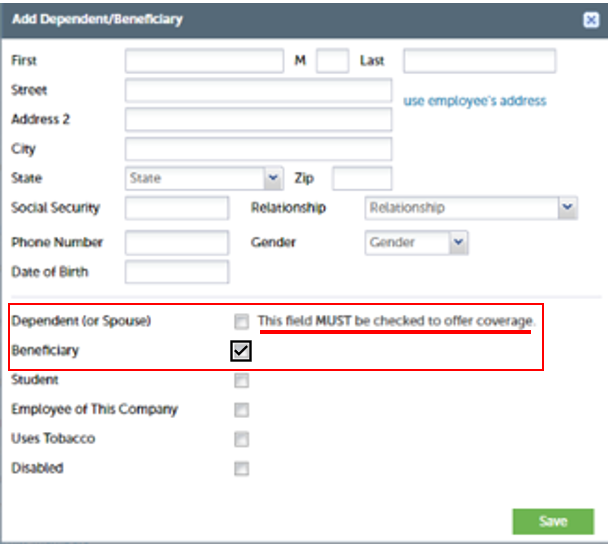 Add Dependent/Beneficiary
First M Last
Street
use employee's address
Address 2
City
State State Zip
Social Security Relationship Relationship
Phone Number Gender Gender
Date of Birth
Dependent (or Spouse) This field MUST be checked to offer coverage.
Beneficiary
Student
Employee of This Company
Uses Tobacco
Disabled
Save